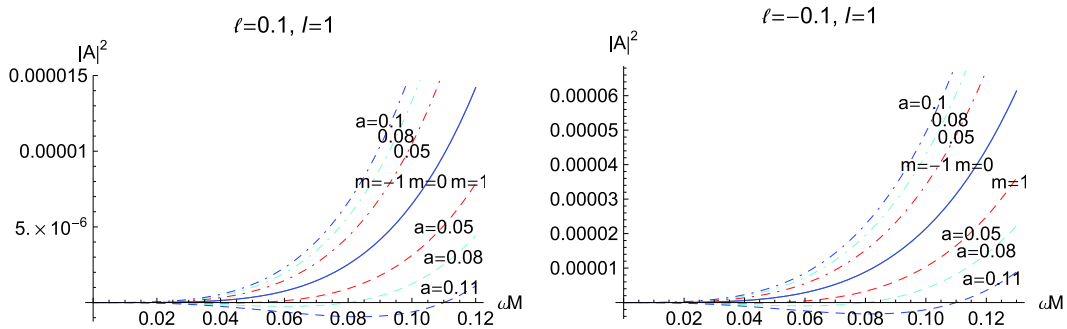 ℓ=0.1, l=1
|A|²
0.000015
0.00001
5. × 10⁻⁶
a=0.1
0.08
0.05
m=−1 m=0 m=1
a=0.05
a=0.08
a=0.11
0.02 0.04 0.06 0.08 0.10 0.12
ωM
ℓ=−0.1, l=1
|A|²
0.00006
0.00005
0.00004
0.00003
0.00002
0.00001
a=0.1
0.08
0.05
m=−1 m=0
m=1
a=0.05
a=0.08
a=0.11
0.02 0.04 0.06 0.08 0.10 0.12
ωM